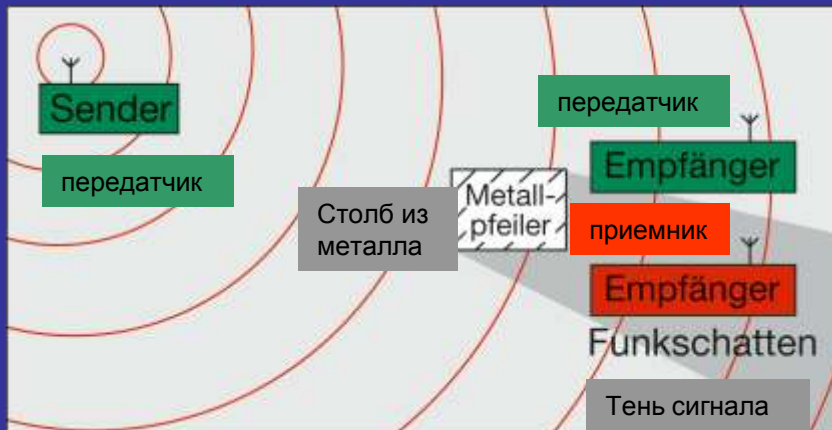 Sender
передатчик
передатчик
Empfänger
Столб из
металла
Metall-
pfeiler
приемник
Empfänger
Funkschatten
Тень сигнала